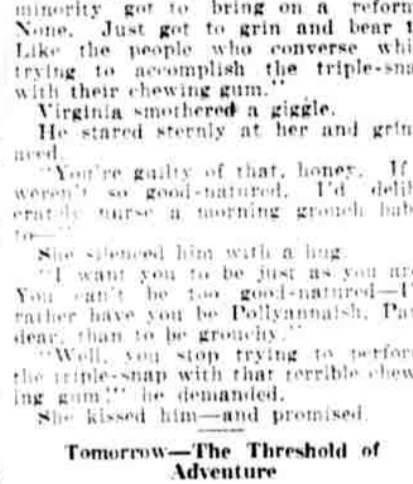 minority got to bring on a reform
None. Just got to grin and bear
Like the people who converse whi
trying to accomplish the triple-sna
with their chewing gum."
Virginia smothered a giggle.
He stared sternly at her and grim
aced.
"You're guilty of that, honey. If
weren't so good-natured, I'd delib
erately nurse a morning grouch hab
to—"
She silenced him with a hug.
"I want you to be just as you are
You can't be too good-natured—I'
rather have you be Pollyannaish, Pa
dear, than to be grouchy."
"Well, you stop trying to perfor
the triple-snap with that terrible chew
ing gum!" he demanded.
She kissed him—and promised.
Tomorrow—The Threshold of
Adventure